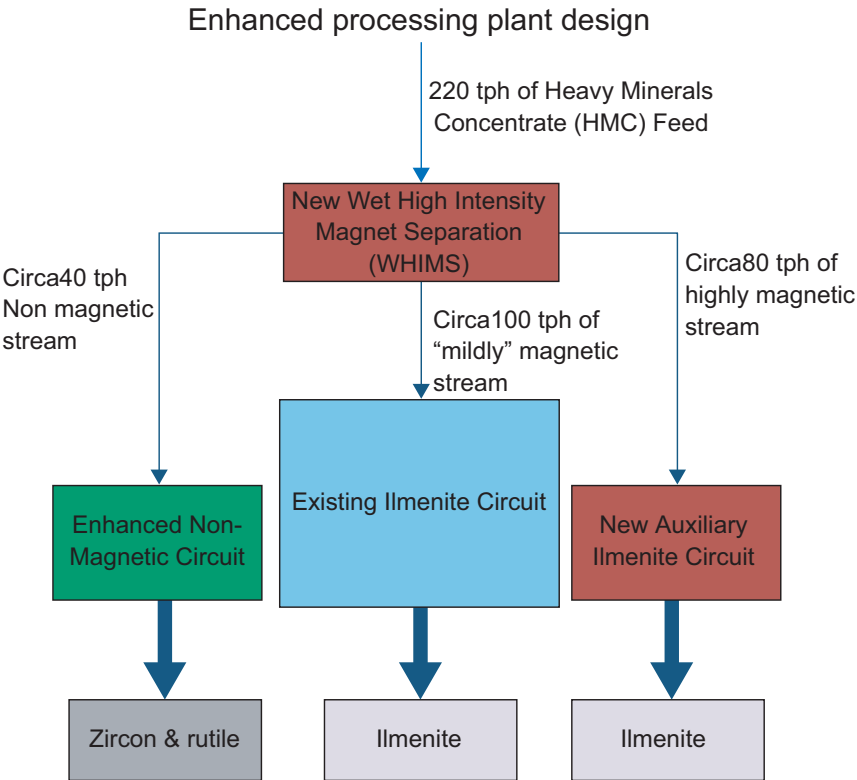 Enhanced processing plant design
220 tph of Heavy Minerals
Concentrate (HMC) Feed
New Wet High Intensity
Magnet Separation
(WHIMS)
Circa40 tph
Non magnetic
stream
Circa100 tph of
“mildly” magnetic
stream
Circa80 tph of
highly magnetic
stream
Enhanced Non-
Magnetic Circuit
Existing Ilmenite Circuit
New Auxiliary
Ilmenite Circuit
Zircon & rutile
Ilmenite
Ilmenite